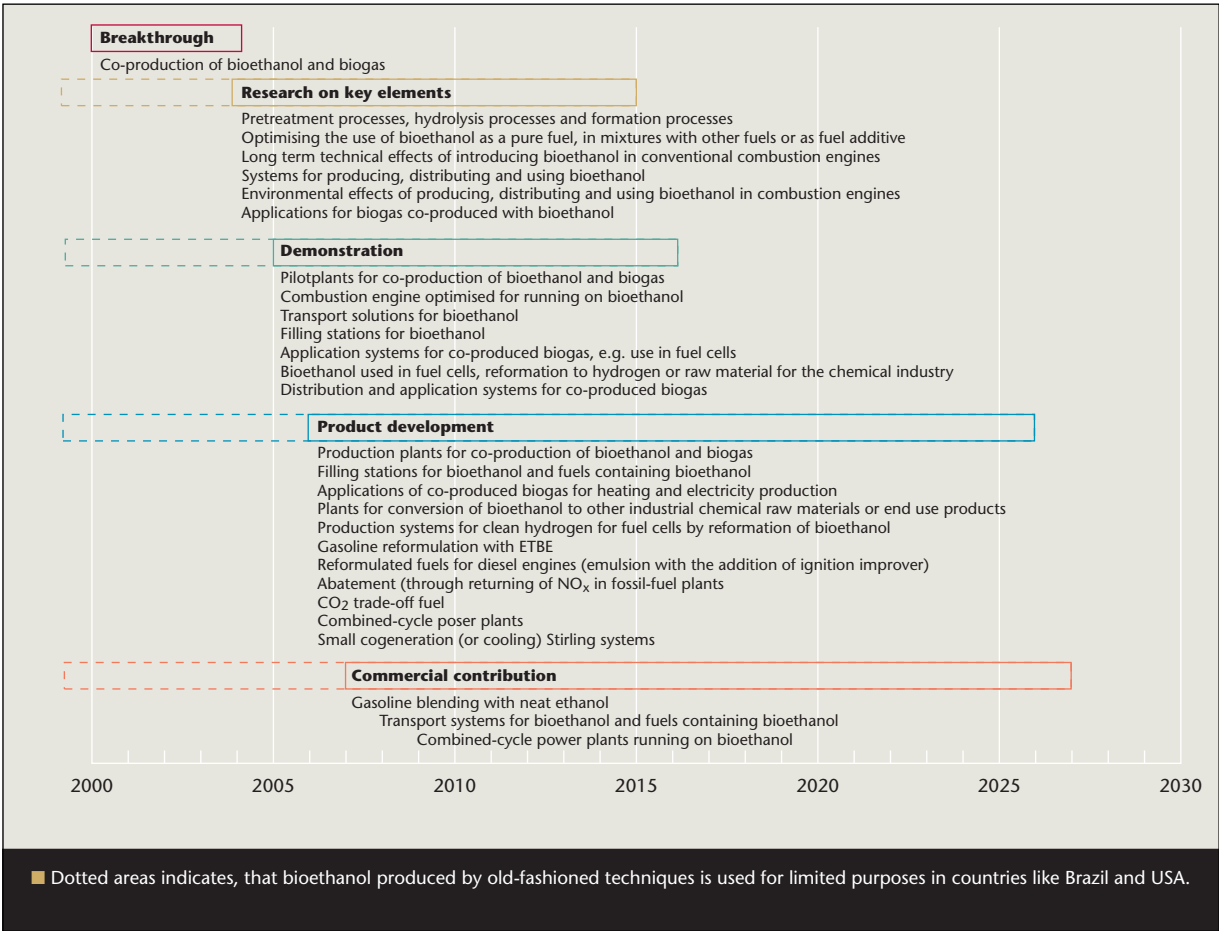 Breakthrough
Co-production of bioethanol and biogas
Research on key elements
Pretreatment processes, hydrolysis processes and formation processes
Optimising the use of bioethanol as a pure fuel, in mixtures with other fuels or as fuel additive
Long term technical effects of introducing bioethanol in conventional combustion engines
Systems for producing, distributing and using bioethanol
Environmental effects of producing, distributing and using bioethanol in combustion engines
Applications for biogas co-produced with bioethanol
Demonstration
Pilotplants for co-production of bioethanol and biogas
Combustion engine optimised for running on bioethanol
Transport solutions for bioethanol
Filling stations for bioethanol
Application systems for co-produced biogas, e.g. use in fuel cells
Bioethanol used in fuel cells, reformation to hydrogen or raw material for the chemical industry
Distribution and application systems for co-produced biogas
Product development
Production plants for co-production of bioethanol and biogas
Filling stations for bioethanol and fuels containing bioethanol
Applications of co-produced biogas for heating and electricity production
Plants for conversion of bioethanol to other industrial chemical raw materials or end use products
Production systems for clean hydrogen for fuel cells by reformation of bioethanol
Gasoline reformulation with ETBE
Reformulated fuels for diesel engines (emulsion with the addition of ignition improver)
Abatement (through returning of NOx in fossil-fuel plants
CO2 trade-off fuel
Combined-cycle poser plants
Small cogeneration (or cooling) Stirling systems
Commercial contribution
Gasoline blending with neat ethanol
Transport systems for bioethanol and fuels containing bioethanol
Combined-cycle power plants running on bioethanol
2000 2005 2010 2015 2020 2025 2030
Dotted areas indicates, that bioethanol produced by old-fashioned techniques is used for limited purposes in countries like Brazil and USA.